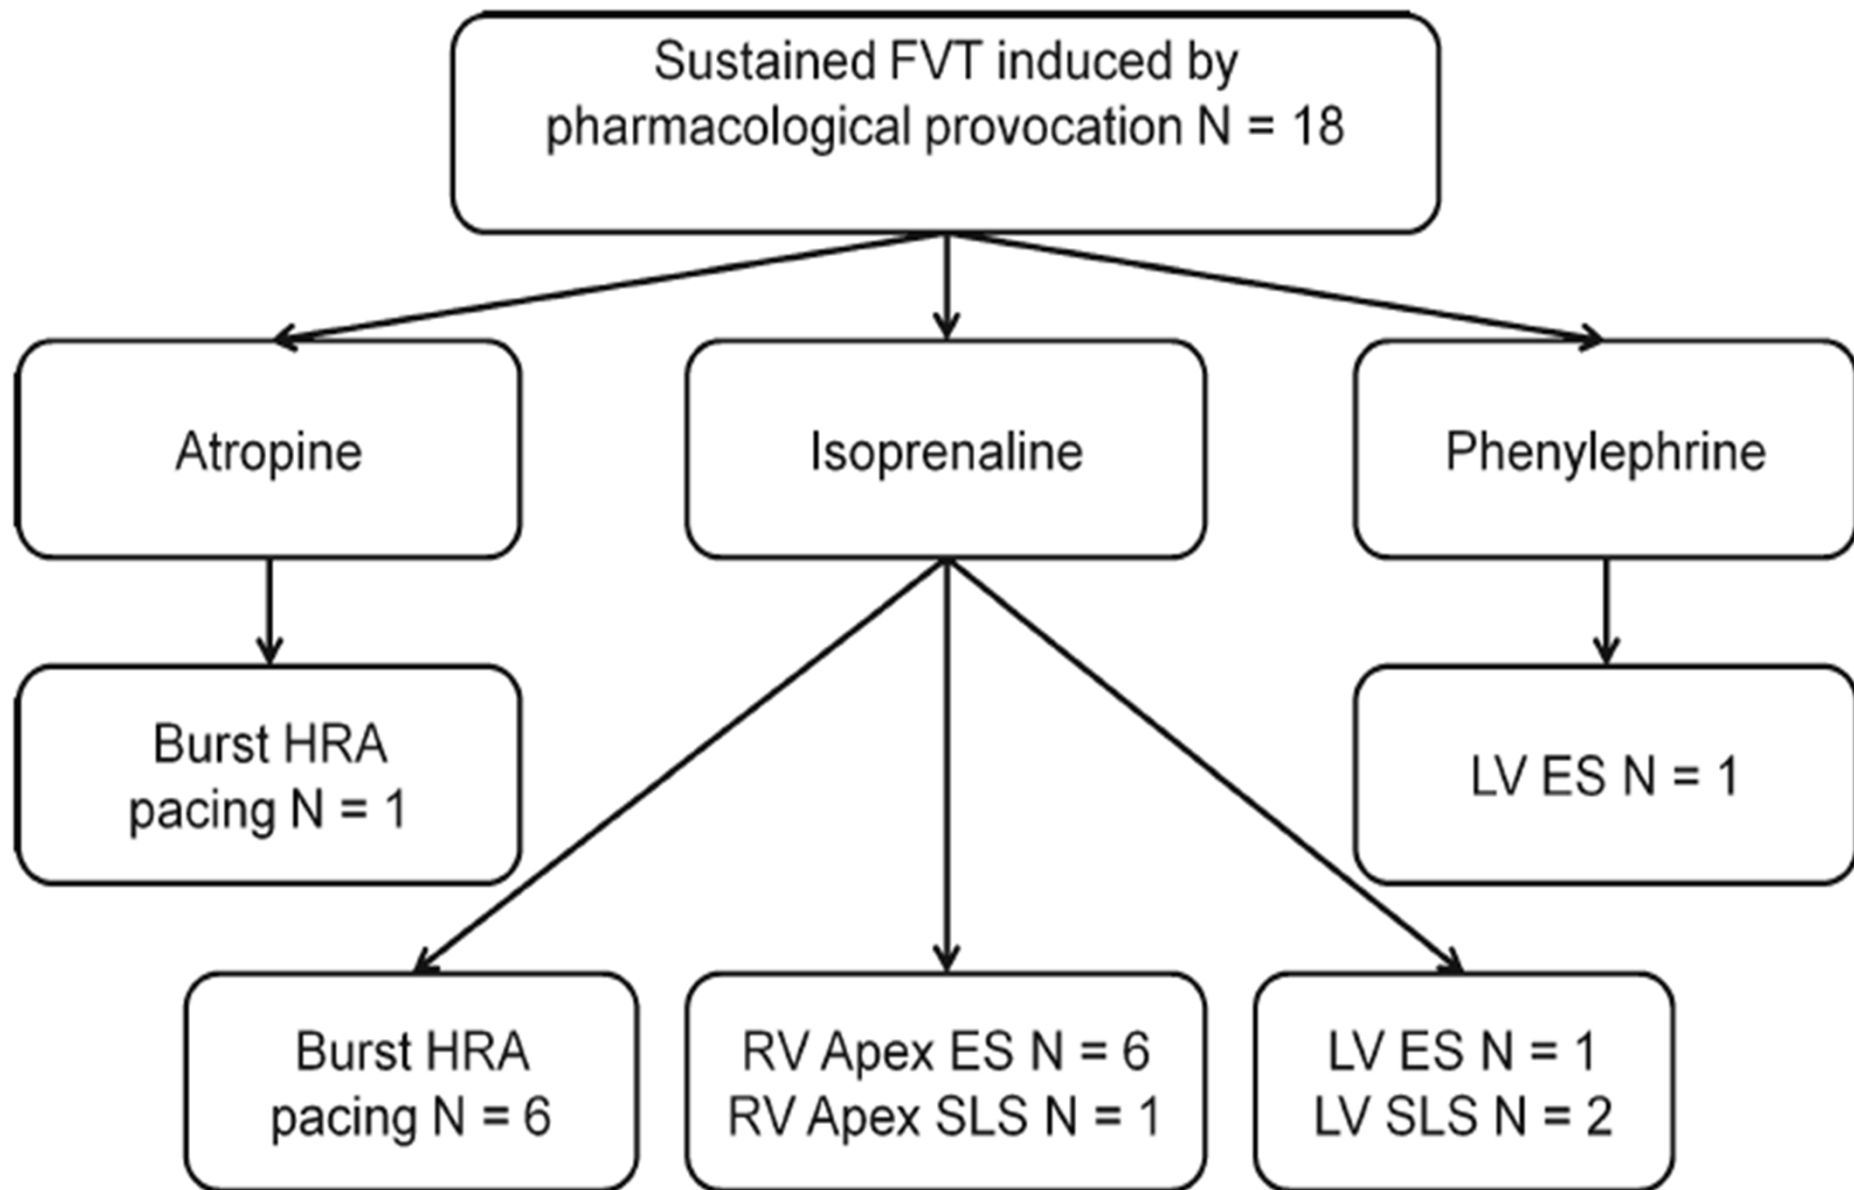 Sustained FVT induced by
pharmacological provocation N = 18
Atropine
Isoprenaline
Phenylephrine
Burst HRA
pacing N = 1
LV ES N = 1
Burst HRA
pacing N = 6
RV Apex ES N = 6
RV Apex SLS N = 1
LV ES N = 1
LV SLS N = 2